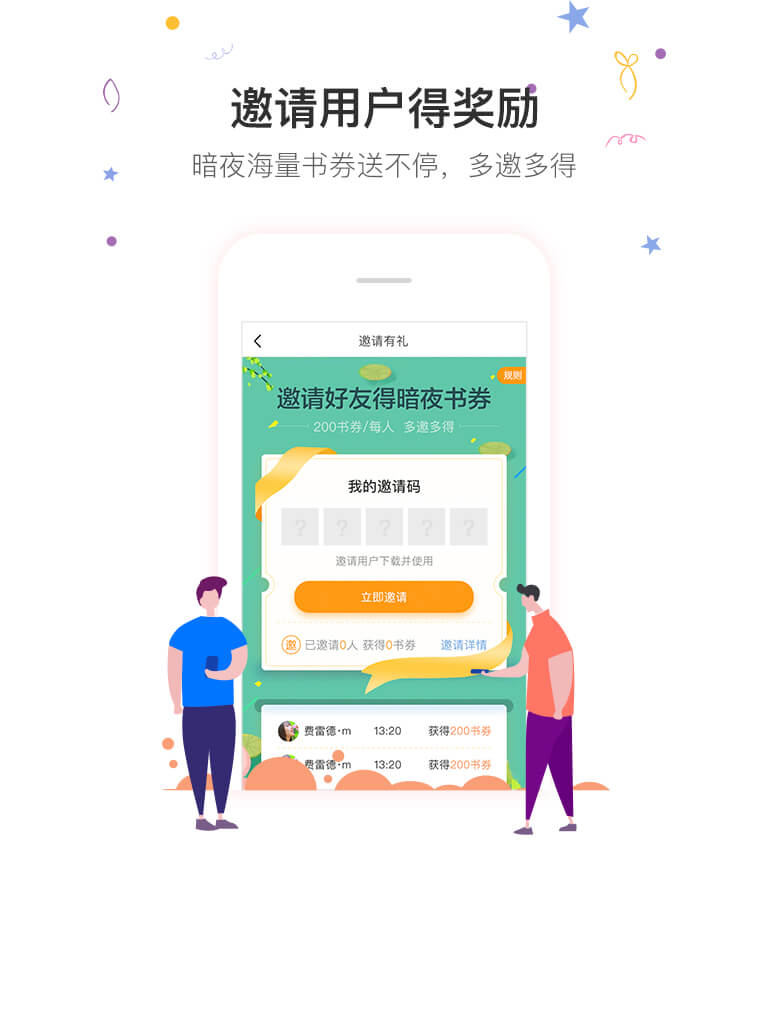 邀请用户得奖励
暗夜海量书券送不停，多邀多得
邀请有礼
规则
邀请好友得暗夜书券
200书券/每人 多邀多得
我的邀请码
? ? ? ? ?
邀请用户下载并使用
立即邀请
邀 已邀请0人 获得0书券 邀请详情
费雷德·m 13:20 获得200书券
费雷德·m 13:20 获得200书券